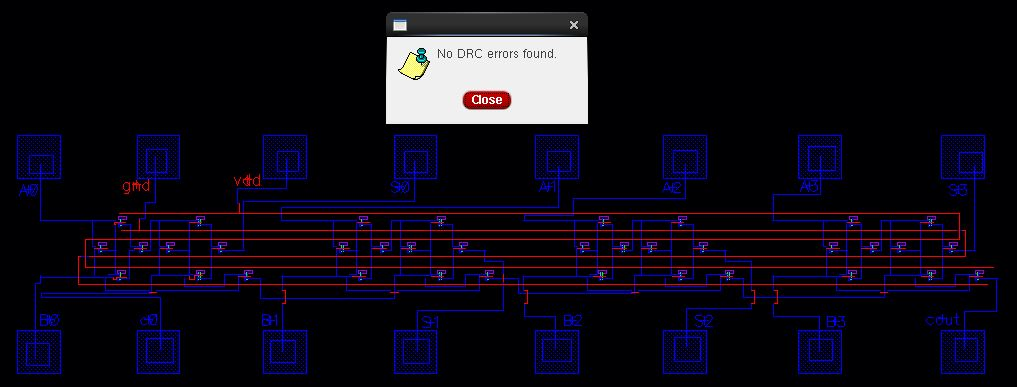 No DRC errors found.
Close
A0 gnd vdd S0 A1 A2 A3 S3
B0 B1 S1 B2 S2 B3 cout